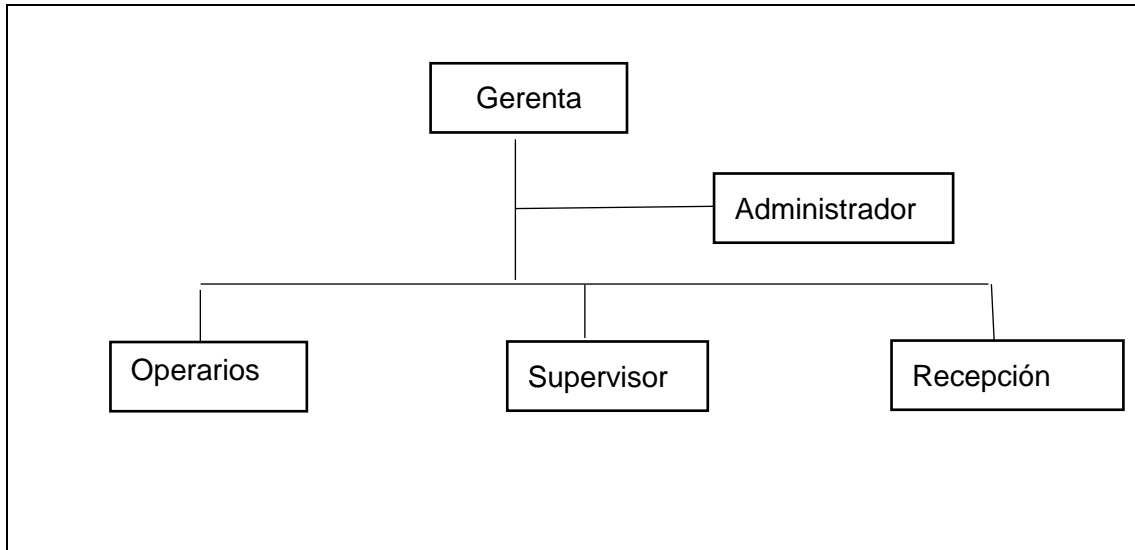 Gerenta
Administrador
Operarios
Supervisor
Recepción